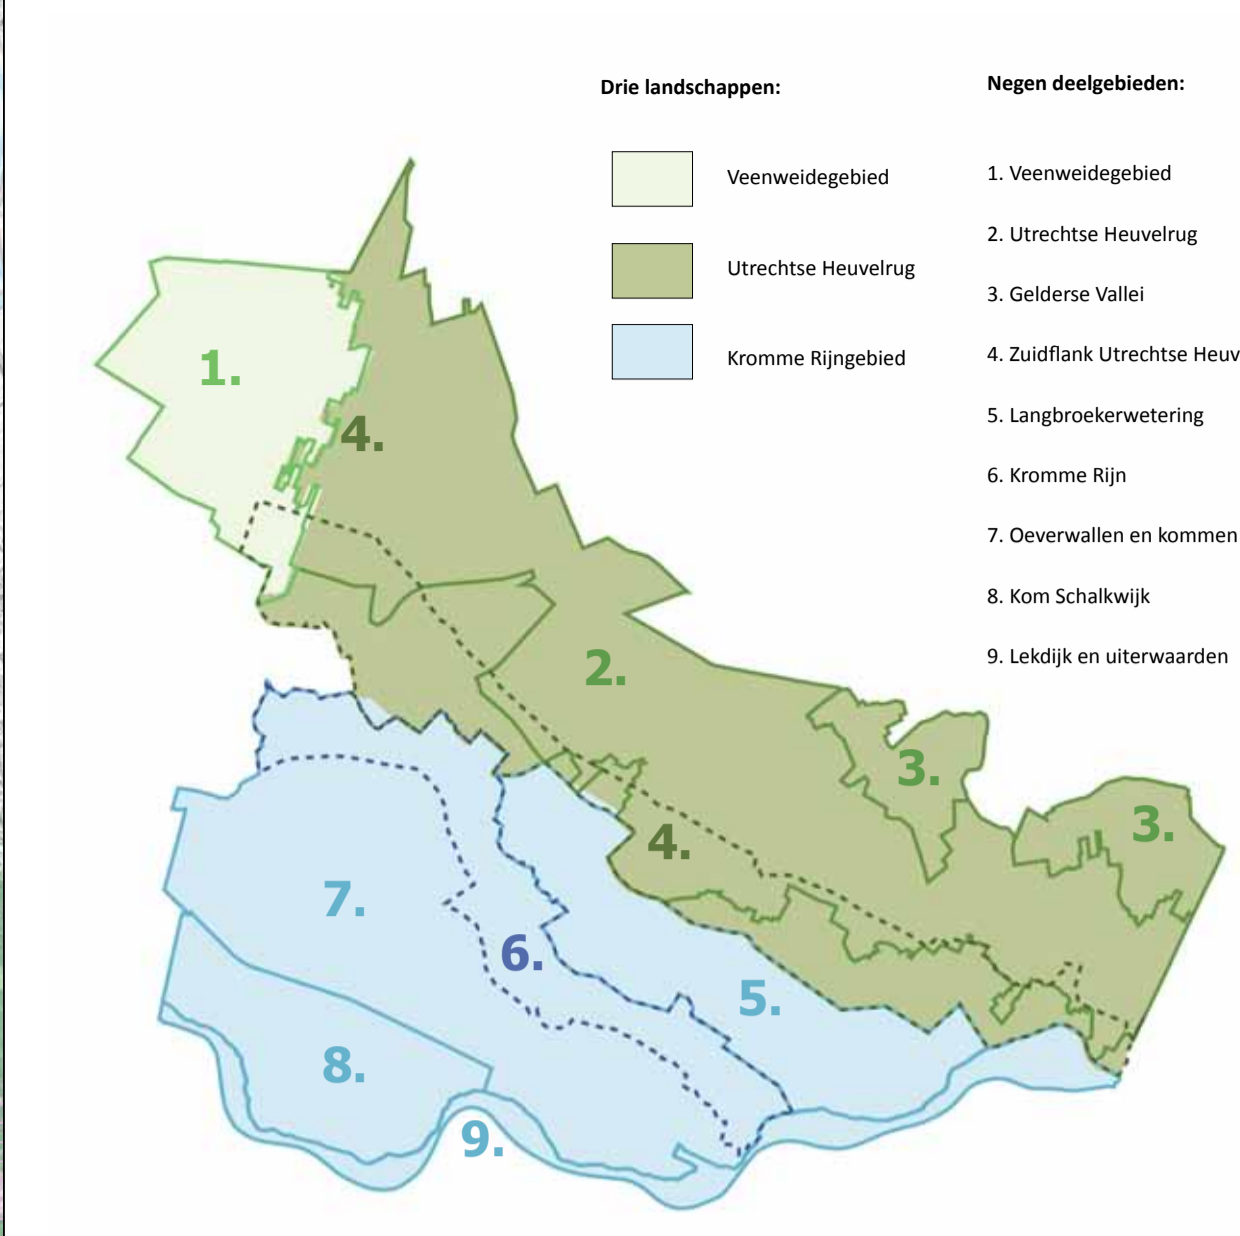 Drie landschappen:
Veenweidegebied
Utrechtse Heuvelrug
Kromme Rijngebied
Negen deelgebieden:
1. Veenweidegebied
2. Utrechtse Heuvelrug
3. Gelderse Vallei
4. Zuidflank Utrechtse Heuv
5. Langbroekerwetering
6. Kromme Rijn
7. Oeverwallen en kommen
8. Kom Schalkwijk
9. Lekdijk en uiterwaarden
1.
4.
2.
3.
3.
4.
7.
6.
5.
8.
9.